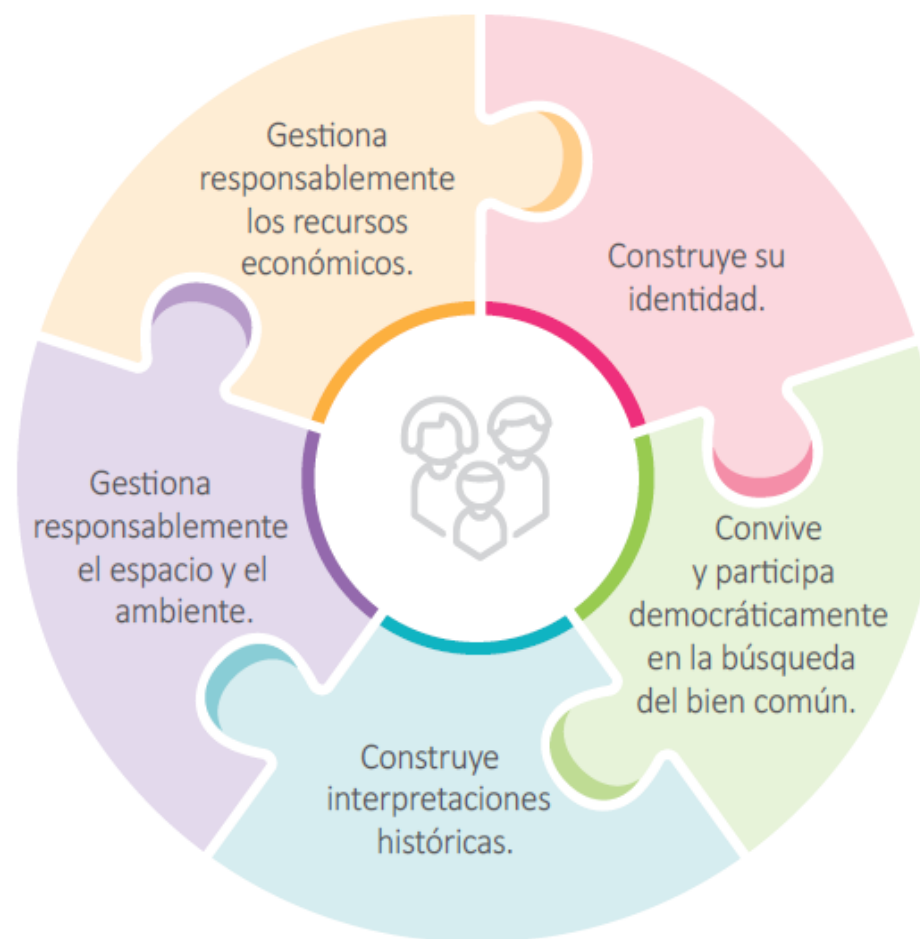 Gestiona
responsablemente
los recursos
económicos.
Construye su
identidad.
Convive
y participa
democráticamente
en la búsqueda
del bien común.
Construye
interpretaciones
históricas.
Gestiona
responsablemente
el espacio y el
ambiente.